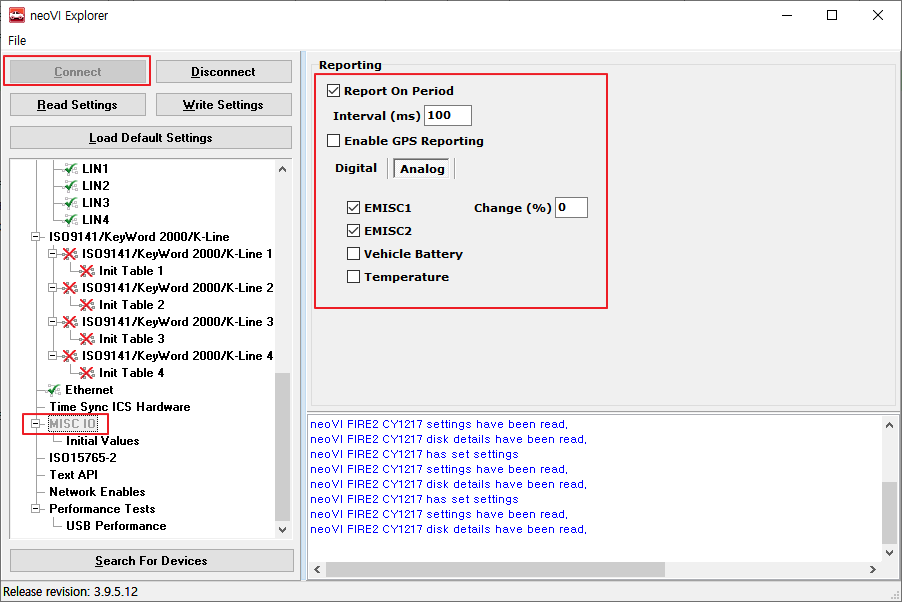 neoVI Explorer
File
Connect
Disconnect
Read Settings
Write Settings
Load Default Settings
LIN1
LIN2
LIN3
LIN4
ISO9141/KeyWord 2000/K-Line
ISO9141/KeyWord 2000/K-Line 1
Init Table 1
ISO9141/KeyWord 2000/K-Line 2
Init Table 2
ISO9141/KeyWord 2000/K-Line 3
Init Table 3
ISO9141/KeyWord 2000/K-Line 4
Init Table 4
Ethernet
Time Sync ICS Hardware
MISC IO
Initial Values
ISO15765-2
Text API
Network Enables
Performance Tests
USB Performance
Search For Devices
Reporting
Report On Period
Interval (ms) 100
Enable GPS Reporting
Digital Analog
EMISC1 Change (%) 0
EMISC2
Vehicle Battery
Temperature
neoVI FIRE2 CY1217 settings have been read.
neoVI FIRE2 CY1217 disk details have been read.
neoVI FIRE2 CY1217 has set settings
neoVI FIRE2 CY1217 settings have been read.
neoVI FIRE2 CY1217 disk details have been read.
neoVI FIRE2 CY1217 has set settings
neoVI FIRE2 CY1217 settings have been read.
neoVI FIRE2 CY1217 disk details have been read.
Release revision: 3.9.5.12